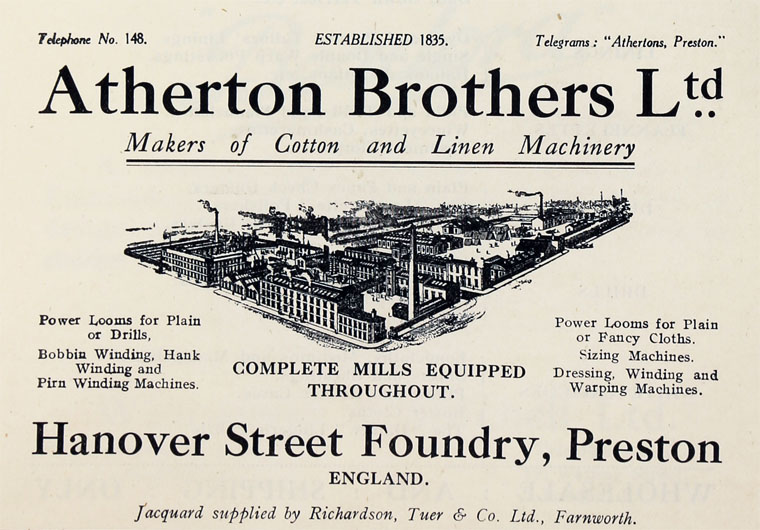 Telephone No. 148. ESTABLISHED 1835. Telegrams: "Athertons, Preston."
Atherton Brothers Ltd..
Makers of Cotton and Linen Machinery
Power Looms for Plain
or Drills,
Bobbin Winding, Hank
Winding and
Pirn Winding Machines.
COMPLETE MILLS EQUIPPED
THROUGHOUT.
Power Looms for Plain
or Fancy Cloths.
Sizing Machines.
Dressing, Winding and
Warping Machines.
Hanover Street Foundry, Preston
ENGLAND.
Jacquard supplied by Richardson, Tuer & Co. Ltd., Farnworth.